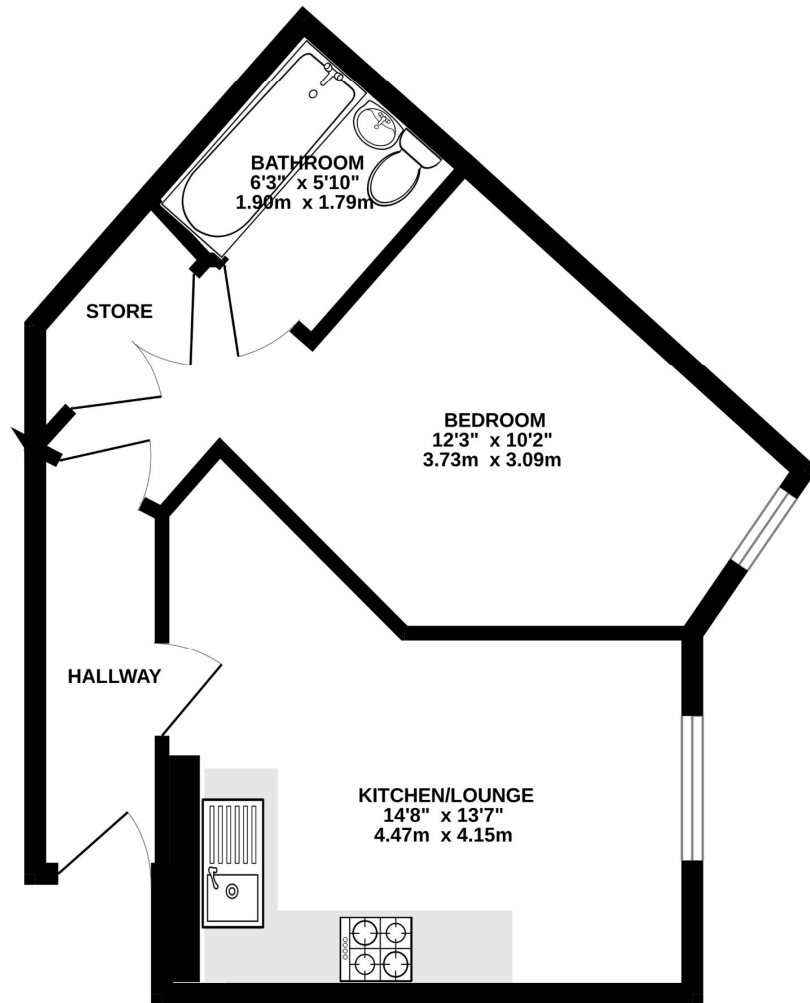 BATHROOM
6'3" x 5'10"
1.90m x 1.79m
STORE
BEDROOM
12'3" x 10'2"
3.73m x 3.09m
HALLWAY
KITCHEN/LOUNGE
14'8" x 13'7"
4.47m x 4.15m